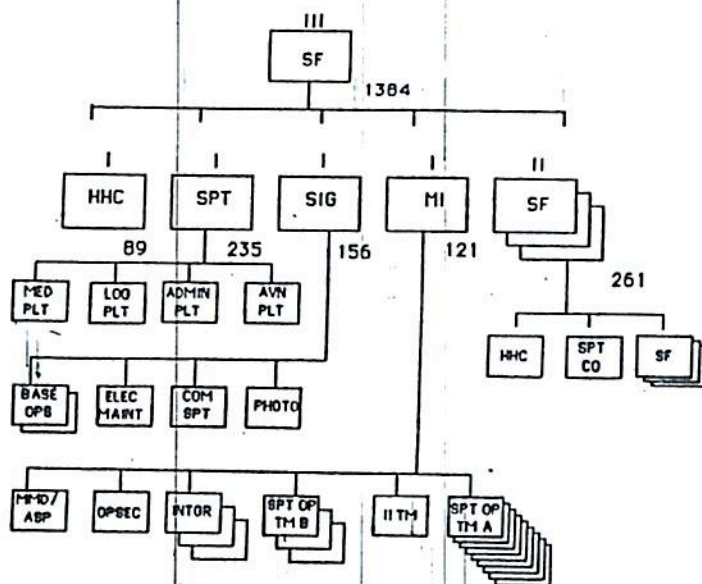 III
SF
1384
I
I
I
I
II
HHC
SPT
SIG
MI
SF
89
235
156
121
261
MED
PLT
LOG
PLT
ADMIN
PLT
AVN
PLT
HHC
SPT
CO
SF
BASE
OPS
ELEC
MAINT
COM
SPT
PHOTO
MMD/
ASP
OPSEC
INTOR
SPT OP
TM B
II TM
SPT OP
TM A